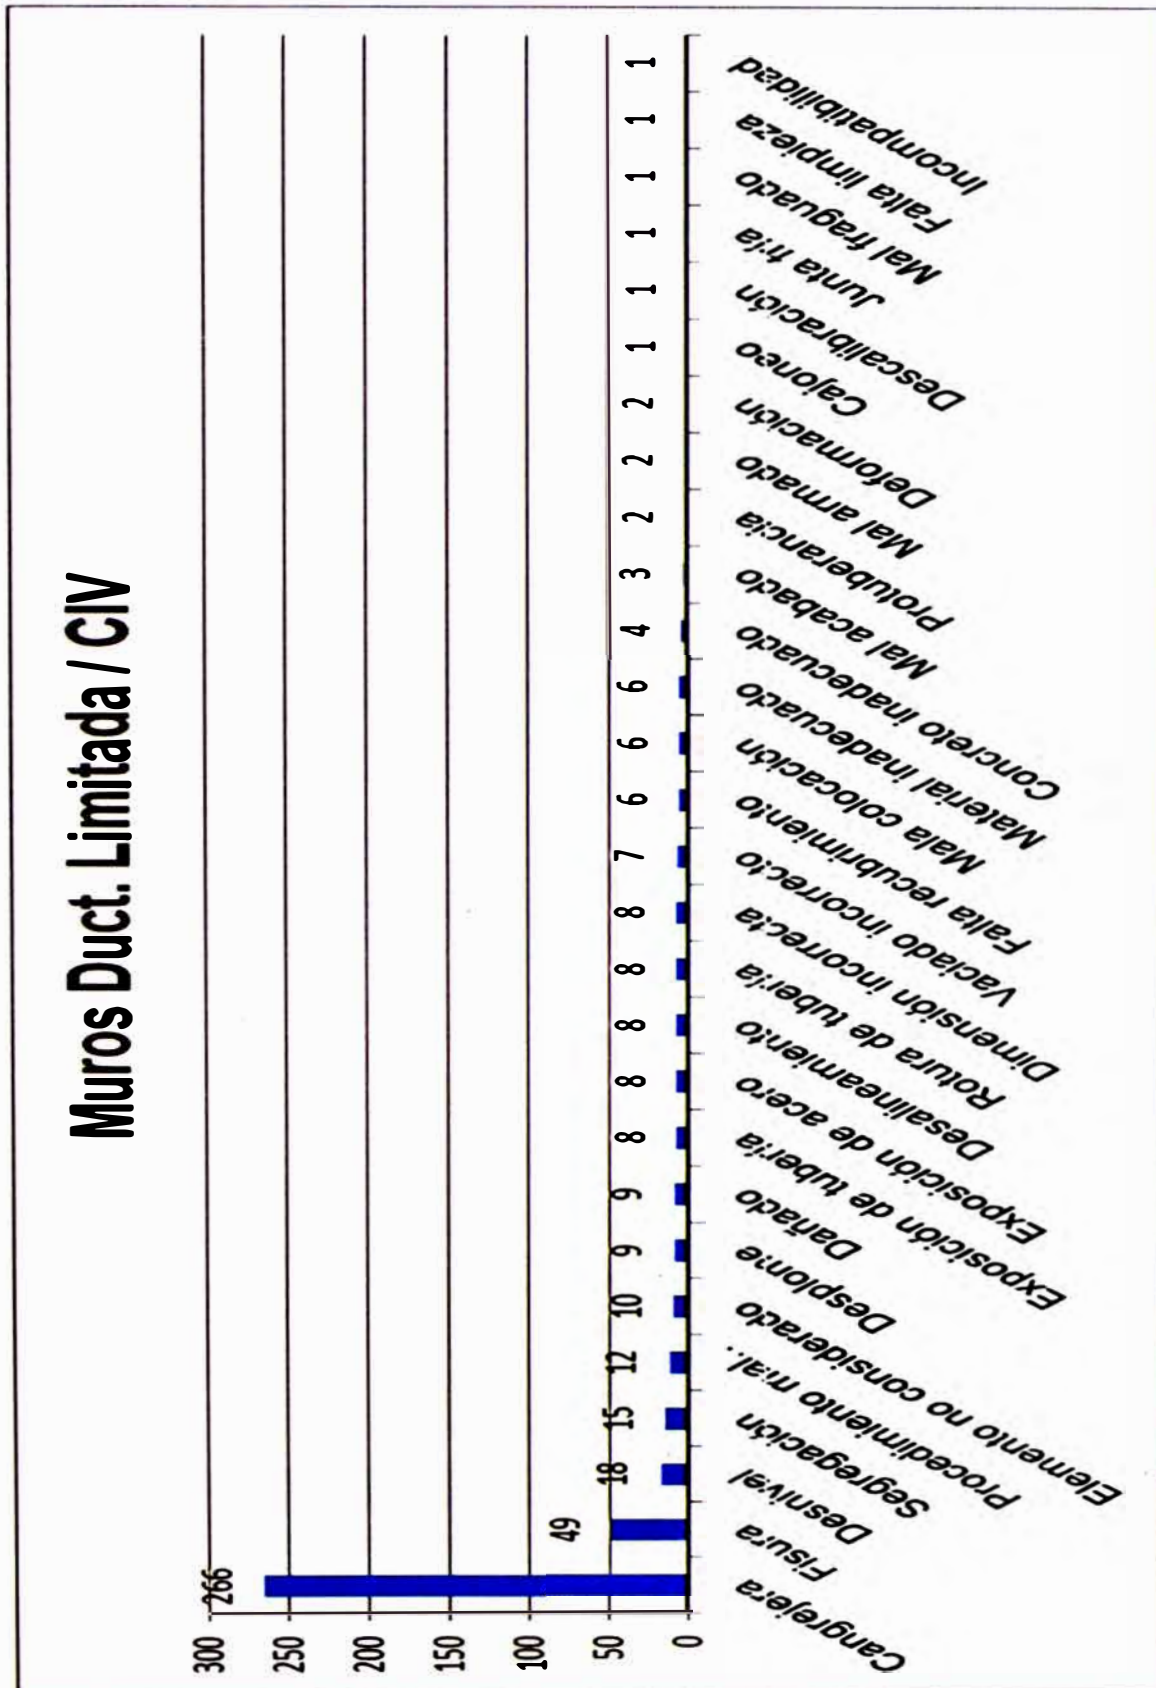 Muros Duct. Limitada / CIV
300
250
200
150
100
50
0
266
49
18
15
12
10
9
9
8
8
8
8
8
7
6
6
6
4
3
2
2
2
1
1
1
1
1
1
Cangrejera
Fisura
Desnivel
Segregación
Procedimiento mal..
Elemento no considerado
Desplome
Dañado
Exposición de tubería
Exposición de acero
Desalineamiento
Rotura de tubería
Dimensión incorrecta
Vaciado incorrecto
Falta recubrimiento
Mala colocación
Material inadecuado
Concreto inadecuado
Mal acabado
Protuberancia
Mal armado
Deformación
Cajoneo
Descalibración
Junta fría
Mal fraguado
Falta limpieza
Incompatibilidad